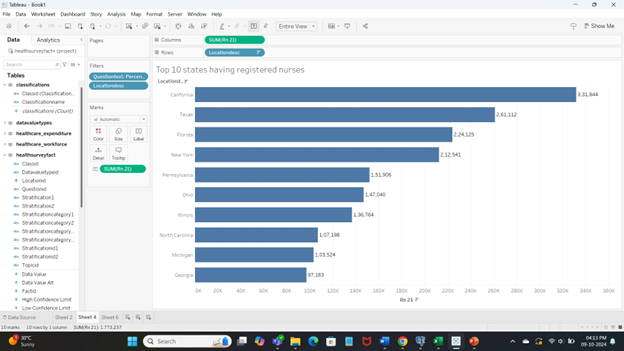 Tableau - Book1
File Data Worksheet Dashboard Story Analysis Map Format Server Window Help
Entire View
Show Me
Data
Analytics
healthsurveyfact+ (project)
Search
Tables
classifications
Classid (Classification...
Classificationname
classifications (Count)
datavaluetypes
healthcare_expenditure
healthcare_workforce
healthsurveyfact
Classid
Datavaluetypeid
Locationid
Questionid
Stratification1
Stratification2
Stratificationcategory1
Stratificationcategory2
Stratificationcategory...
Stratificationcategory...
Stratificationid1
Stratificationid2
Topicid
Data Value
Data Value Alt
Factid
High Confidence Limit
Low Confidence Limit
Pages
Filters
Questiontext: Percen...
Locationdesc
Marks
Automatic
Color
Size
Label
Detail
Tooltip
SUM(Rn 21)
Columns
SUM(Rn 21)
Rows
Locationdesc
Top 10 states having registered nurses
Locationd..
California
3,31,844
Texas
2,61,112
Florida
2,24,125
New York
2,12,541
Pennsylvania
1,51,906
Ohio
1,47,040
Illinois
1,36,764
North Carolina
1,07,198
Michigan
1,03,524
Georgia
97,183
0K 20K 40K 60K 80K 100K 120K 140K 160K 180K 200K 220K 240K 260K 280K 300K 320K 340K 360K
Rn 21
Data Source
Sheet 2
Sheet 4
Sheet 6
10 marks
10 rows by 1 column
SUM(Rn 21): 1,773,237
30°C
Sunny
Search
04:13 PM
09-10-2024